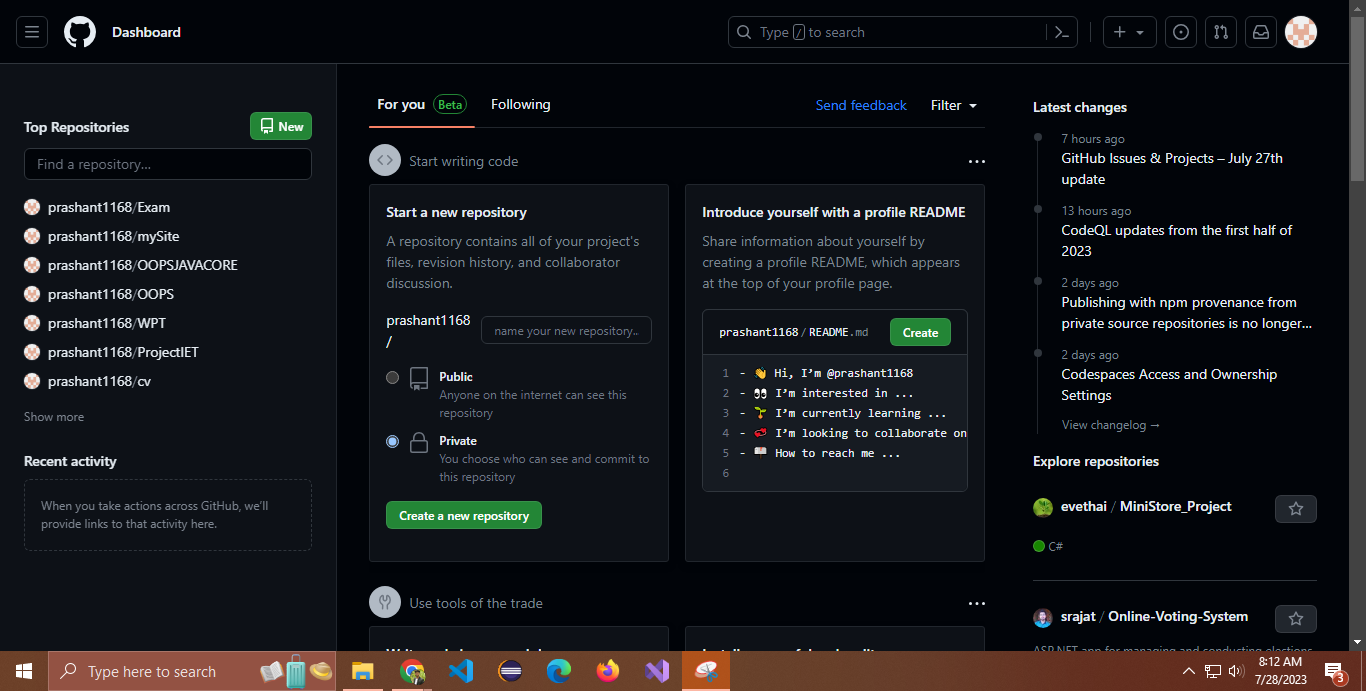 Dashboard
Type / to search
Top Repositories
New
Find a repository...
prashant1168/Exam
prashant1168/mySite
prashant1168/OOPSJAVACORE
prashant1168/OOPS
prashant1168/WPT
prashant1168/ProjectIET
prashant1168/cv
Show more
Recent activity
When you take actions across GitHub, we'll
provide links to that activity here.
For you Beta
Following
Send feedback
Filter
Start writing code
Start a new repository
A repository contains all of your project's
files, revision history, and collaborator
discussion.
prashant1168
/
name your new repository..
Public
Anyone on the internet can see this
repository
Private
You choose who can see and commit to
this repository
Create a new repository
Introduce yourself with a profile README
Share information about yourself by
creating a profile README, which appears
at the top of your profile page.
prashant1168 / README.md
Create
1 - 👋 Hi, I'm @prashant1168
2 - 👀 I'm interested in ...
3 - 🌱 I'm currently learning ...
4 - 💞️ I'm looking to collaborate on
5 - 📫 How to reach me ...
6
Use tools of the trade
Latest changes
7 hours ago
GitHub Issues & Projects – July 27th
update
13 hours ago
CodeQL updates from the first half of
2023
2 days ago
Publishing with npm provenance from
private source repositories is no longer...
2 days ago
Codespaces Access and Ownership
Settings
View changelog →
Explore repositories
evethai / MiniStore_Project
C#
srajat / Online-Voting-System
ASP.NET app for managing and conducting elections
Type here to search
8:12 AM
7/28/2023
3